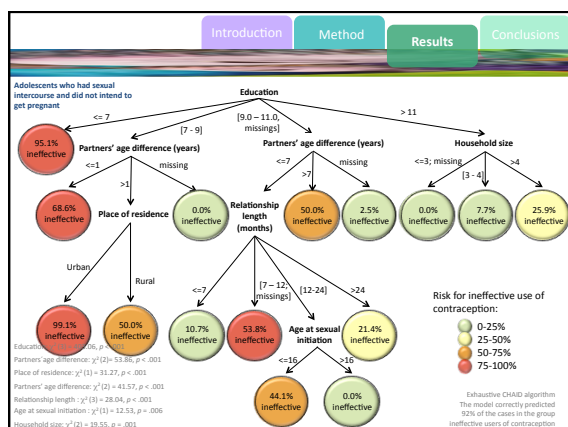 Introduction
Method
Results
Conclusions
Adolescents who had sexual
intercourse and did not intend to
get pregnant
Education
<= 7
[7 - 9]
[9.0 – 11.0,
missings]
> 11
95.1%
ineffective
Partners' age difference (years)
Partners' age difference (years)
Household size
<=1
>1
missing
<=7
>7
missing
<=3; missing
[3 - 4]
>4
68.6%
ineffective
Place of residence
0.0%
ineffective
Relationship
length
(months)
50.0%
ineffective
2.5%
ineffective
0.0%
ineffective
7.7%
ineffective
25.9%
ineffective
Urban
Rural
<=7
[7 – 12;
missings]
[12-24]
>24
99.1%
ineffective
50.0%
ineffective
10.7%
ineffective
53.8%
ineffective
Age at sexual
initiation
21.4%
ineffective
<=16
>16
44.1%
ineffective
0.0%
ineffective
Risk for ineffective use of
contraception:
0-25%
25-50%
50-75%
75-100%
Education
06, p < .001
Partners´age difference: χ² (2)= 53.86, p < .001
Place of residence: χ² (1) = 31.27, p < .001
Partners´ age difference: χ² (2) = 41.57, p < .001
Relationship length : χ² (3) = 28.04, p < .001
Age at sexual initiation : χ² (1) = 12.53, p = .006
Household size: χ² (2) = 19.55, p = .001
Exhaustive CHAID algorithm
The model correctly predicted
92% of the cases in the group
ineffective users of contraception